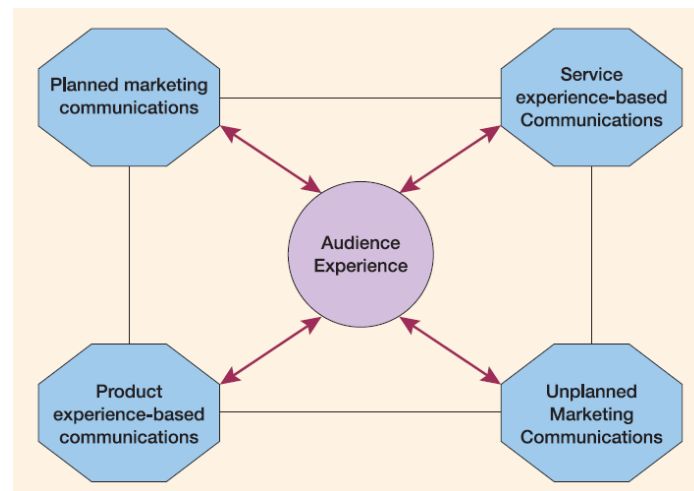 Planned marketing
communications
Service
experience-based
Communications
Audience
Experience
Product
experience-based
communications
Unplanned
Marketing
Communications